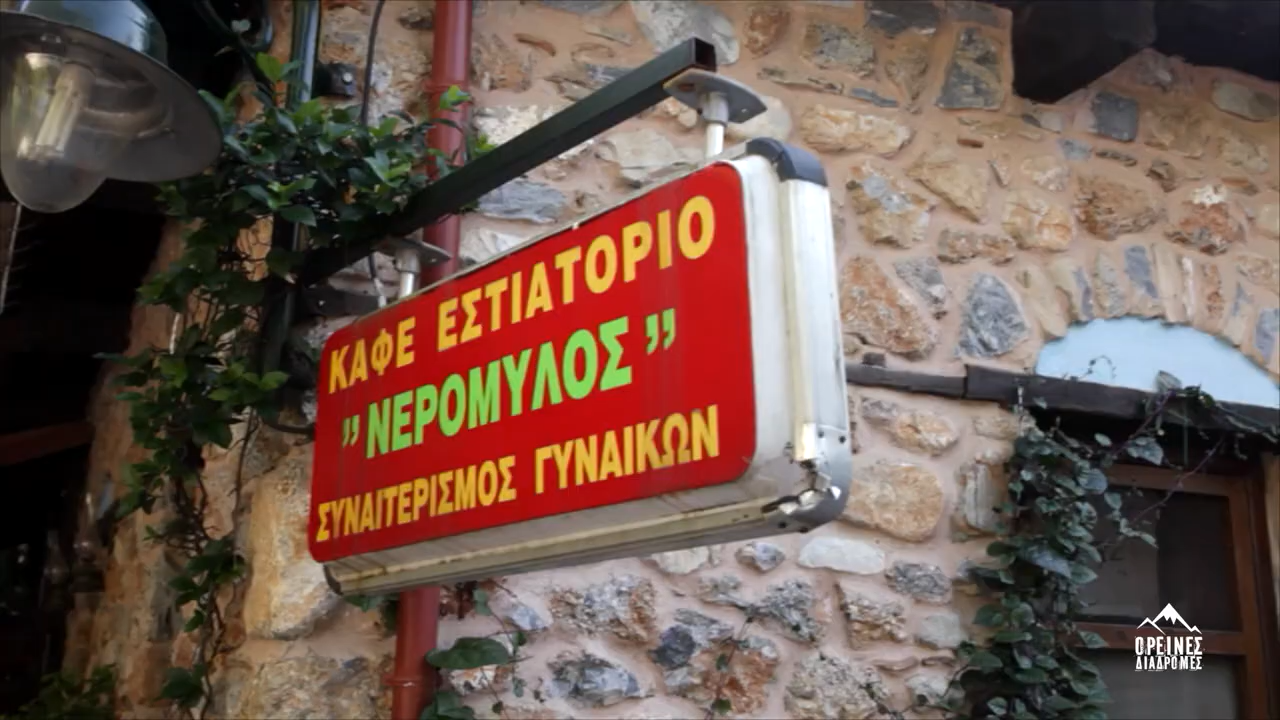 ΚΑΦΕ ΕΣΤΙΑΤΟΡΙΟ
„ΝΕΡΟΜΥΛΟΣ”
ΣΥΝΑΙΤΕΡΙΣΜΟΣ ΓΥΝΑΙΚΩΝ
ΟΡΕΙΝΕΣ
ΔΙΑΔΡΟΜΕΣ